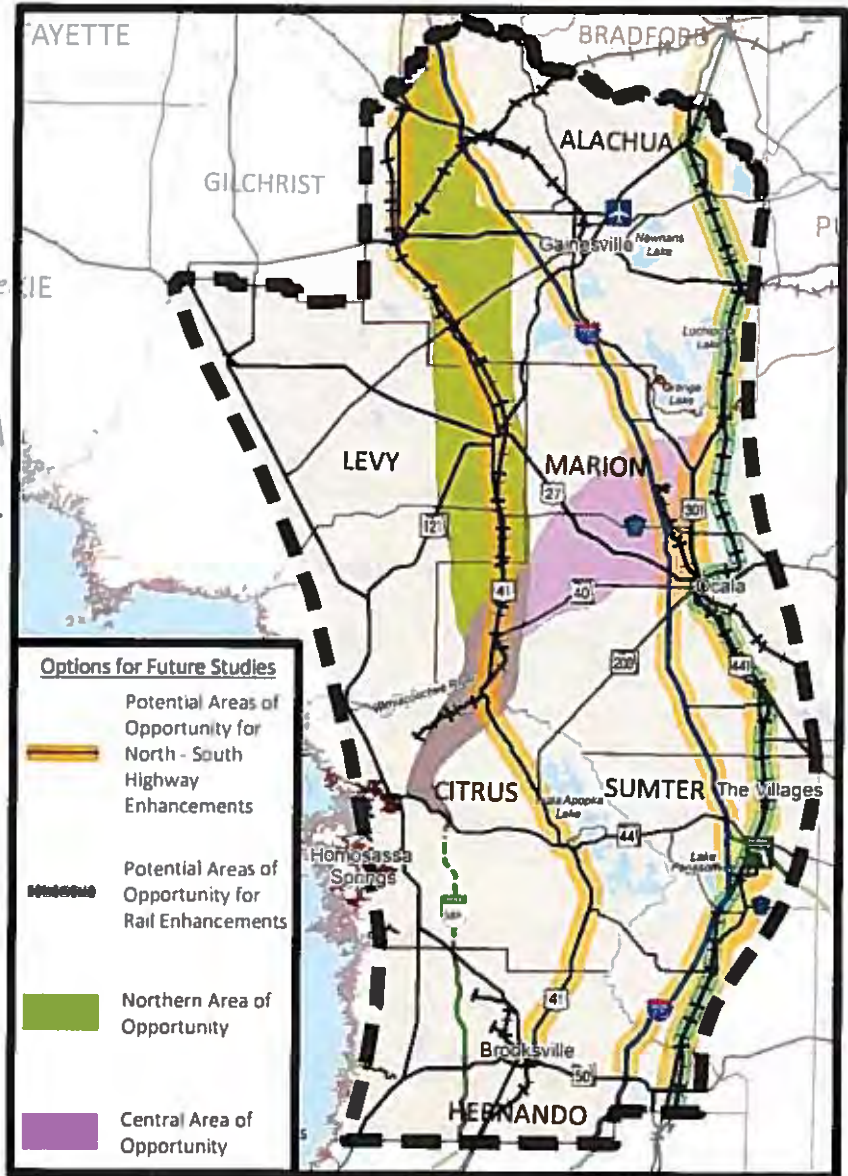 FAYETTE
BRADFORD
ALACHUA
GILCHRIST
Gainesville
Newnans
Lake
PU
KIE
Lake
Orange
Lake
LEVY
MARION
27
301
121
41
40
Ocala
200
441
Options for Future Studies
Potential Areas of
Opportunity for
North - South
Highway
Enhancements
Potential Areas of
Opportunity for
Rail Enhancements
Northern Area of
Opportunity
Central Area of
Opportunity
CITRUS
SUMTER
The Villages
Apopka
Lake
44
Lake
Homosassa
Springs
41
Brooksville
50
HERNANDO
s